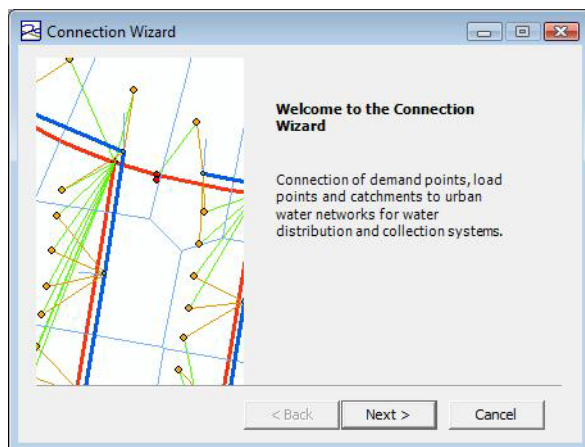 Connection Wizard
Welcome to the Connection
Wizard
Connection of demand points, load
points and catchments to urban
water networks for water
distribution and collection systems.
< Back
Next >
Cancel